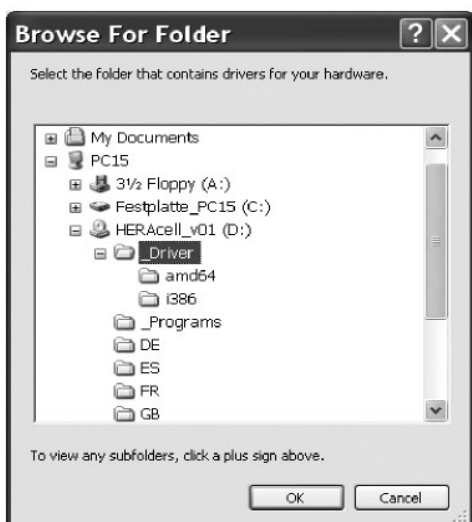 Browse For Folder
Select the folder that contains drivers for your hardware.
My Documents
PC15
3½ Floppy (A:)
Festplatte_PC15 (C:)
HERAcell_v01 (D:)
_Driver
amd64
i386
_Programs
DE
ES
FR
GB
To view any subfolders, click a plus sign above.
OK Cancel